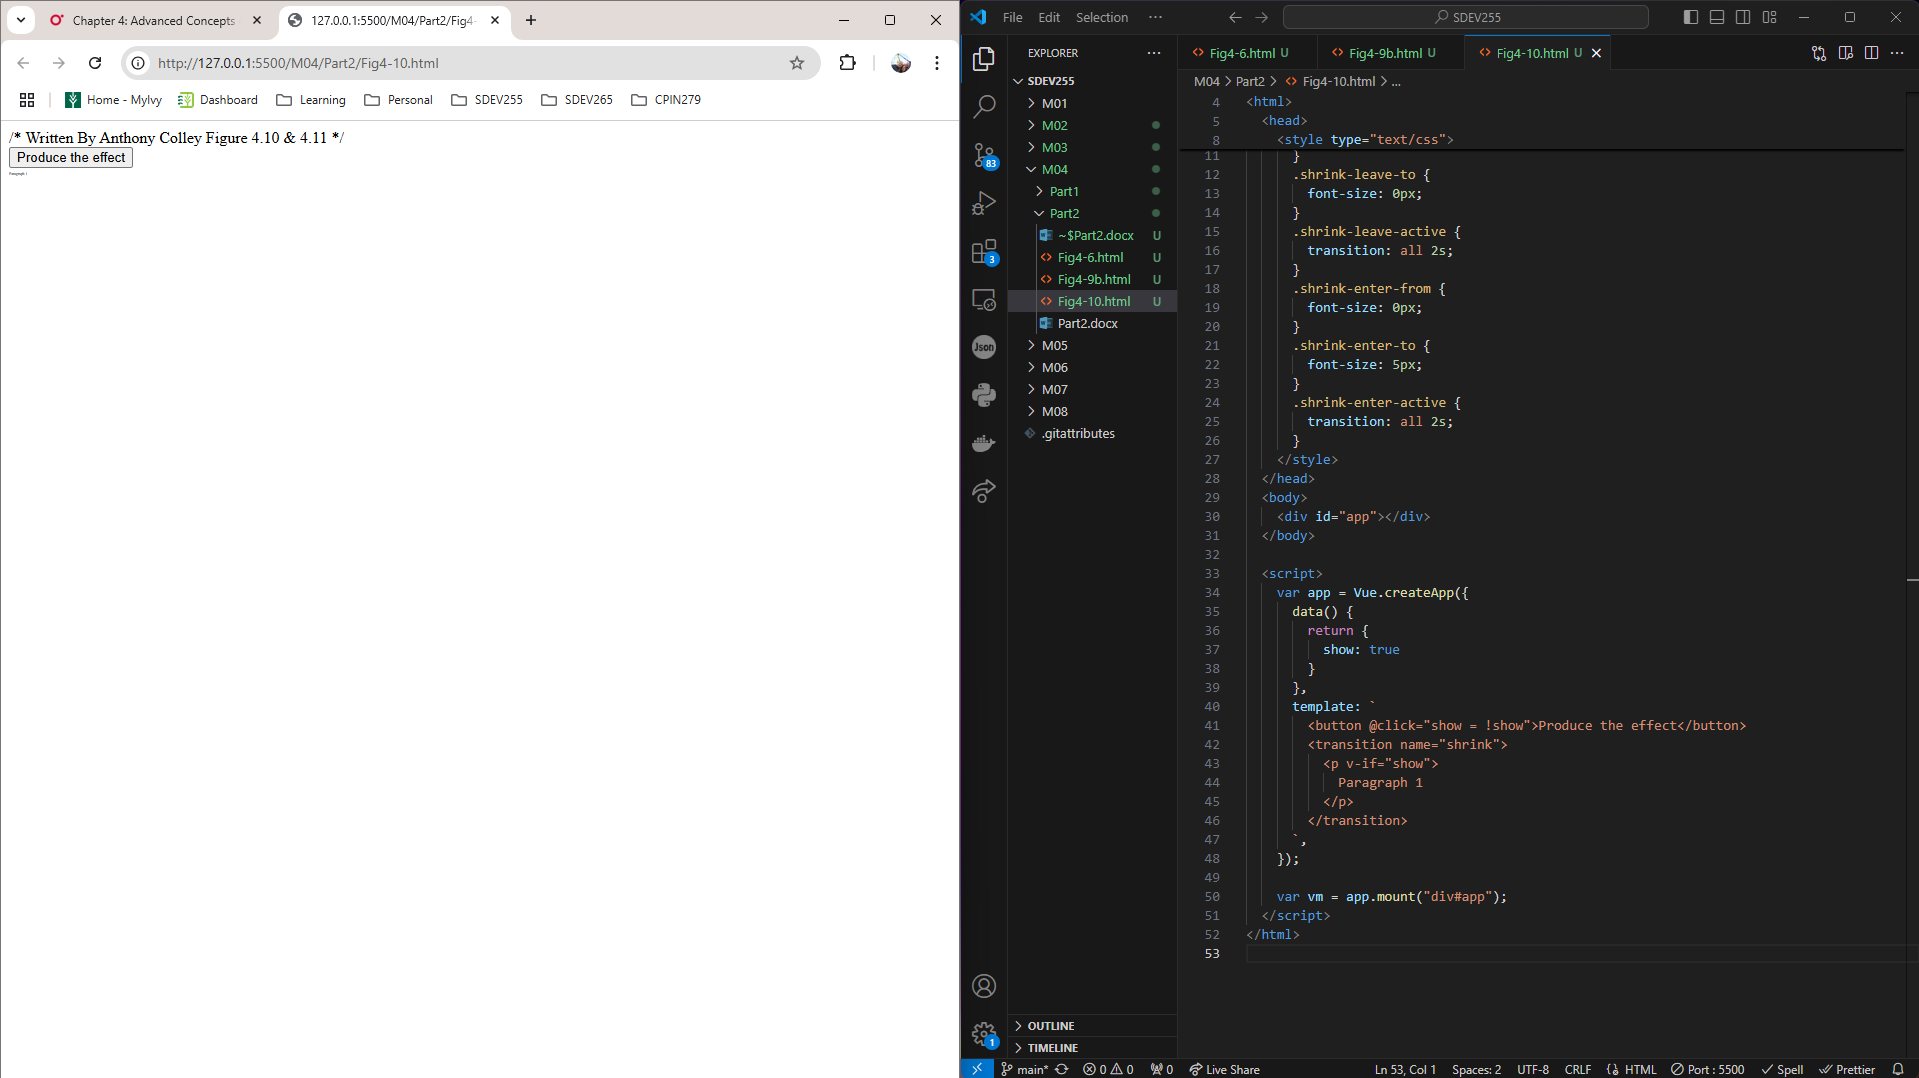 Chapter 4: Advanced Concepts
127.0.0.1:5500/M04/Part2/Fig4-
http://127.0.0.1:5500/M04/Part2/Fig4-10.html
Home - MyIvy
Dashboard
Learning
Personal
SDEV255
SDEV265
CPIN279
/* Written By Anthony Colley Figure 4.10 & 4.11 */
Produce the effect
Paragraph 1
File Edit Selection ···
SDEV255
EXPLORER ···
SDEV255
M01
M02
M03
M04
Part1
Part2
~$Part2.docx U
Fig4-6.html U
Fig4-9b.html U
Fig4-10.html U
Part2.docx
M05
M06
M07
M08
.gitattributes
OUTLINE
TIMELINE
83
3
Json
1
Fig4-6.html U
Fig4-9b.html U
Fig4-10.html U
M04 > Part2 > <> Fig4-10.html > ...
4 <html>
5 <head>
8 <style type="text/css">
11 }
12 .shrink-leave-to {
13 font-size: 0px;
14 }
15 .shrink-leave-active {
16 transition: all 2s;
17 }
18 .shrink-enter-from {
19 font-size: 0px;
20 }
21 .shrink-enter-to {
22 font-size: 5px;
23 }
24 .shrink-enter-active {
25 transition: all 2s;
26 }
27 </style>
28 </head>
29 <body>
30 <div id="app"></div>
31 </body>
32
33 <script>
34 var app = Vue.createApp({
35 data() {
36 return {
37 show: true
38 }
39 },
40 template: `
41 <button @click="show = !show">Produce the effect</button>
42 <transition name="shrink">
43 <p v-if="show">
44 Paragraph 1
45 </p>
46 </transition>
47 `,
48 });
49
50 var vm = app.mount("div#app");
51 </script>
52 </html>
53
main* 0 0 0 Live Share Ln 53, Col 1 Spaces: 2 UTF-8 CRLF HTML Port : 5500 Spell Prettier